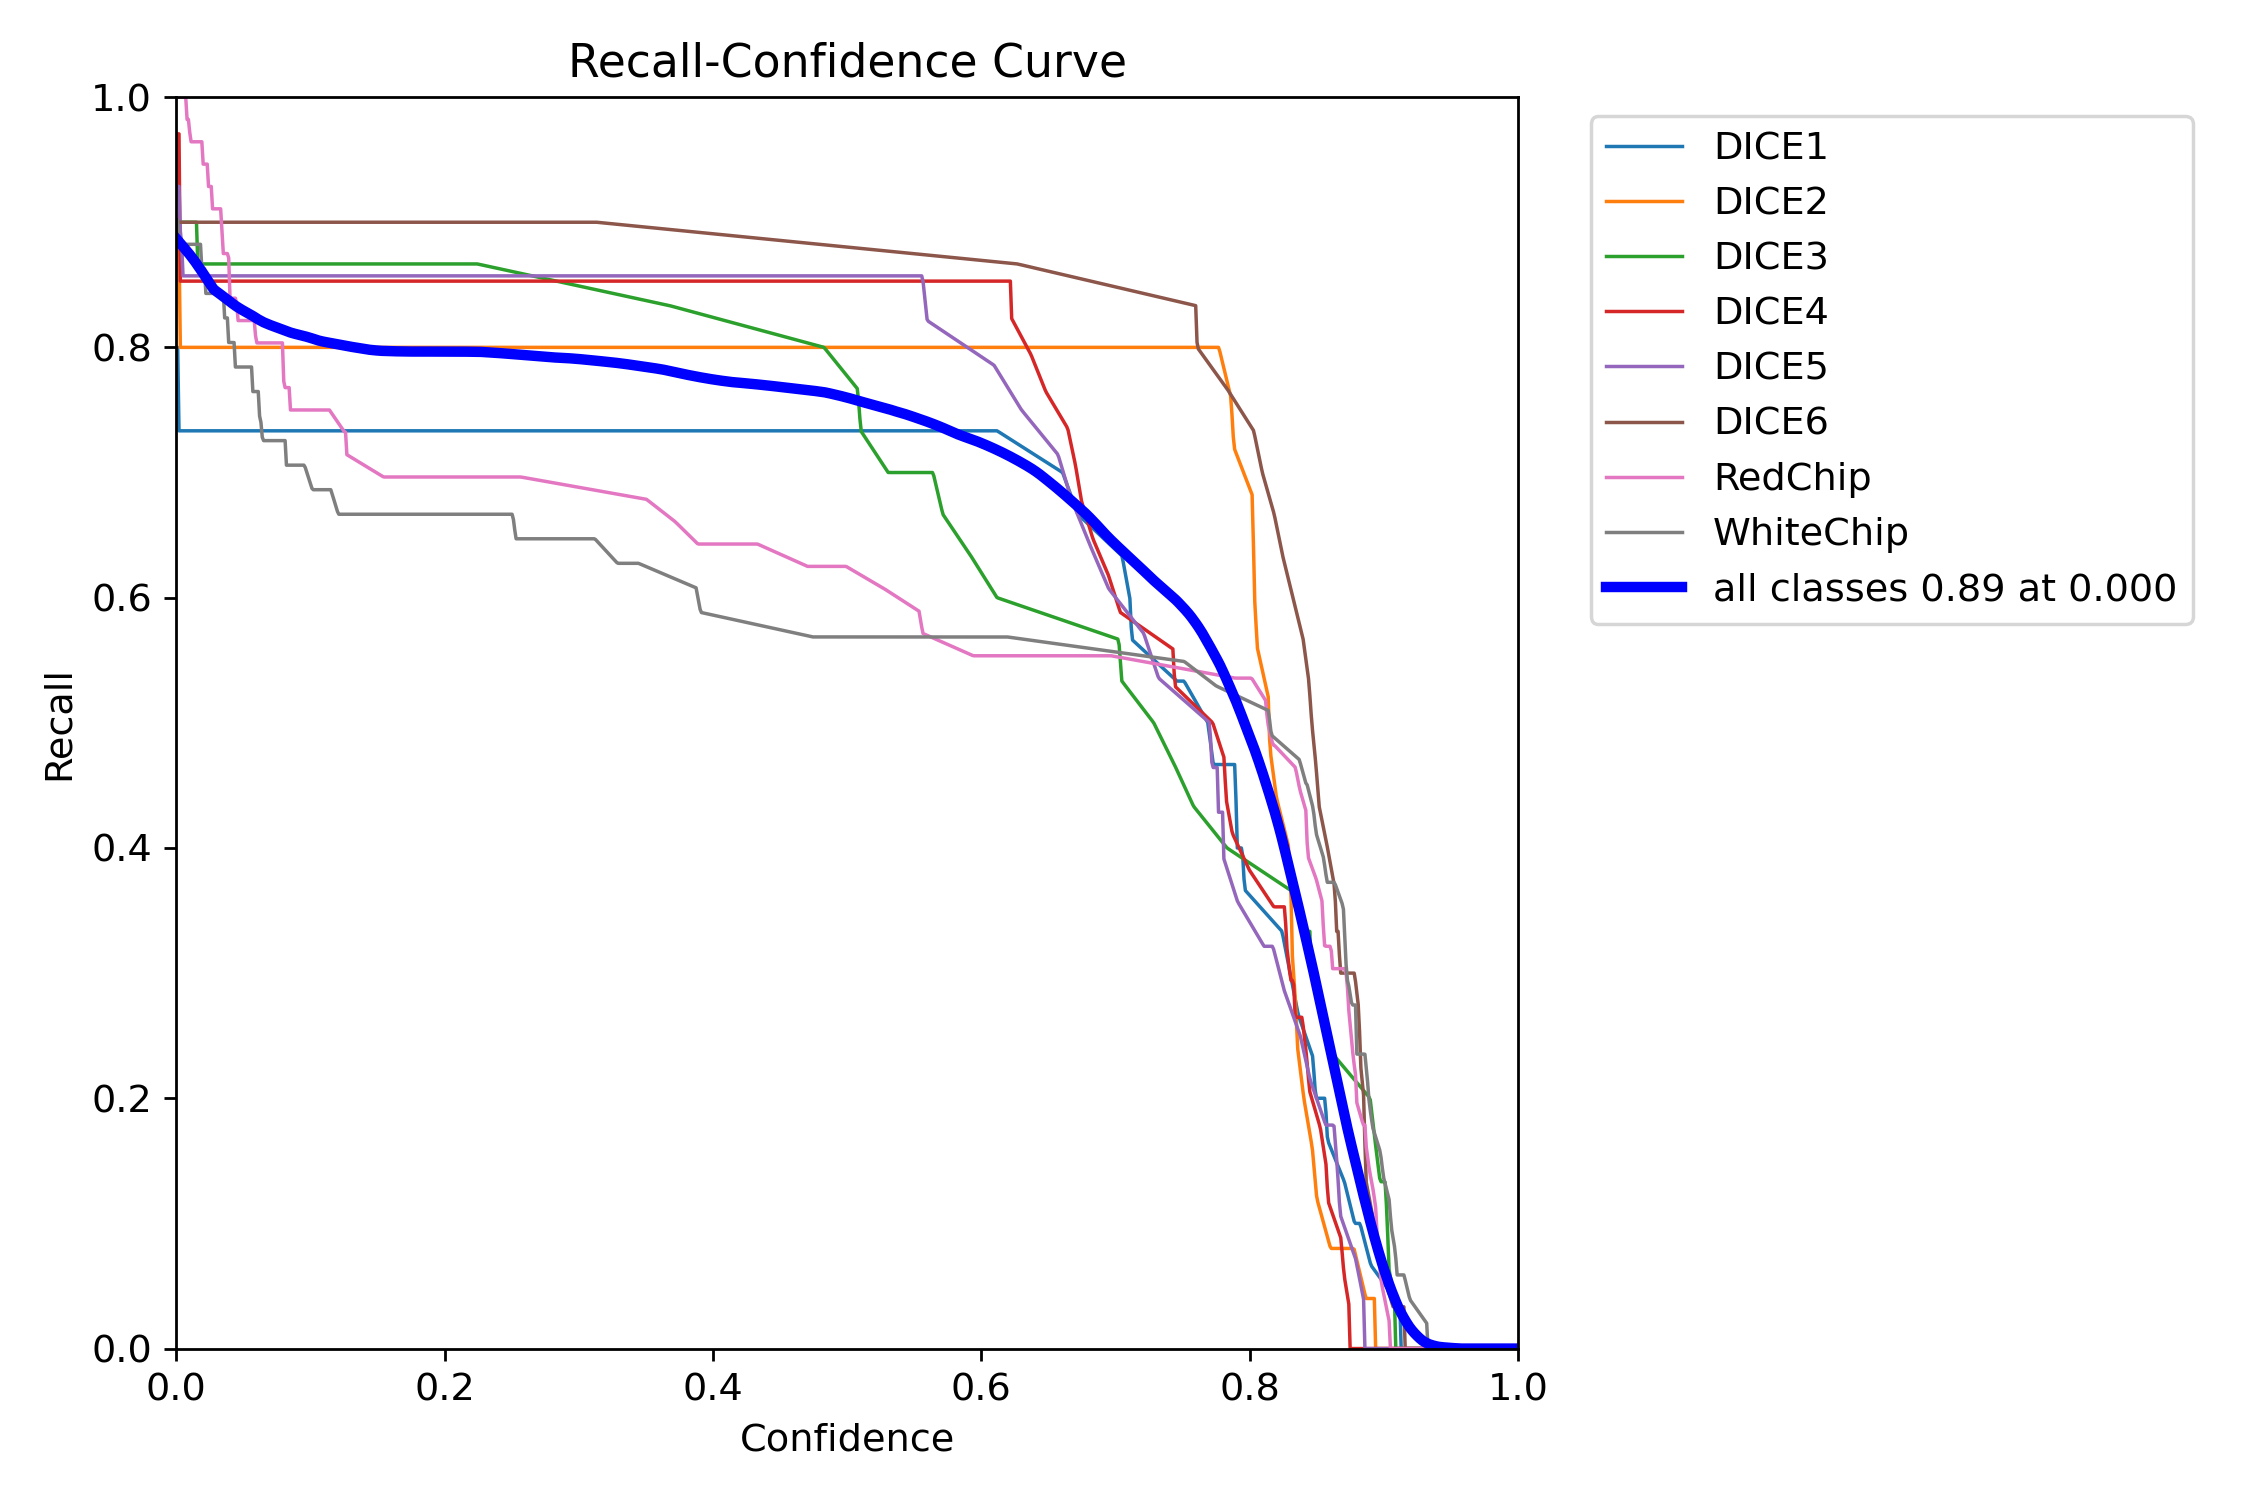 Recall-Confidence Curve
1.0
0.8
0.6
0.4
0.2
0.0
Recall
0.0 0.2 0.4 0.6 0.8 1.0
Confidence
DICE1
DICE2
DICE3
DICE4
DICE5
DICE6
RedChip
WhiteChip
all classes 0.89 at 0.000